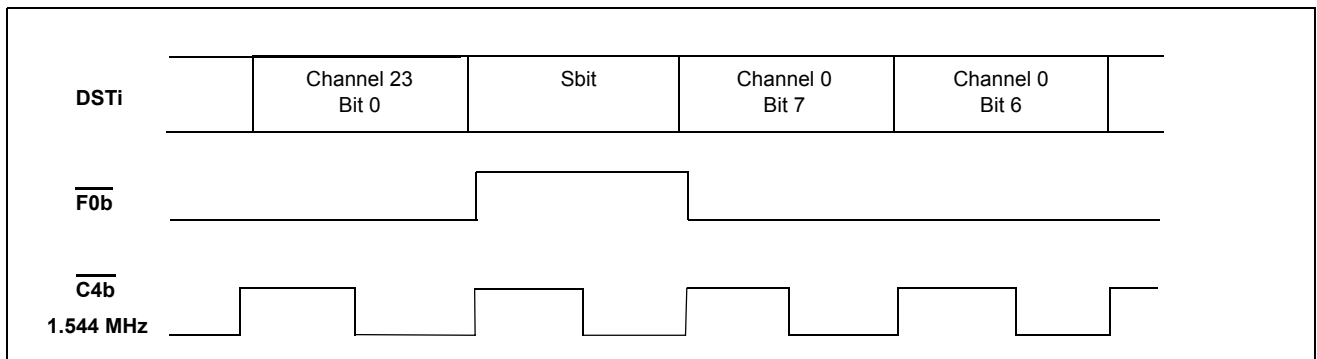 DSTi
Channel 23
Bit 0
Sbit
Channel 0
Bit 7
Channel 0
Bit 6
F0b
C4b
1.544 MHz